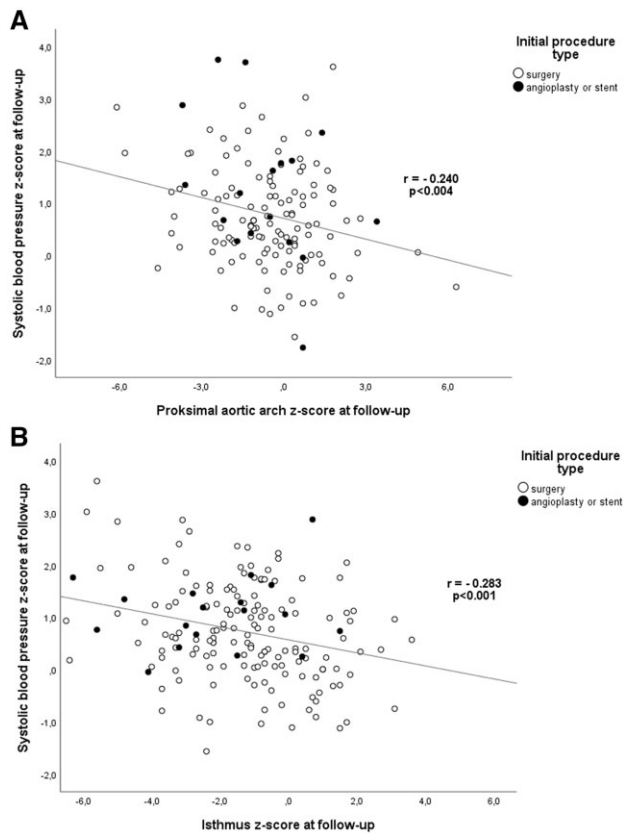 A
Initial procedure
type
surgery
angioplasty or stent
4,0
3,0
2,0
1,0
,0
-1,0
-2,0
Systolic blood pressure z-score at follow-up
r = - 0.240
p<0.004
-6,0 -3,0 ,0 3,0 6,0
Proksimal aortic arch z-score at follow-up
B
Initial procedure
type
surgery
angioplasty or stent
4,0
3,0
2,0
1,0
,0
-1,0
-2,0
Systolic blood pressure z-score at follow-up
r = - 0.283
p<0.001
-6,0 -4,0 -2,0 ,0 2,0 4,0 6,0
Isthmus z-score at follow-up